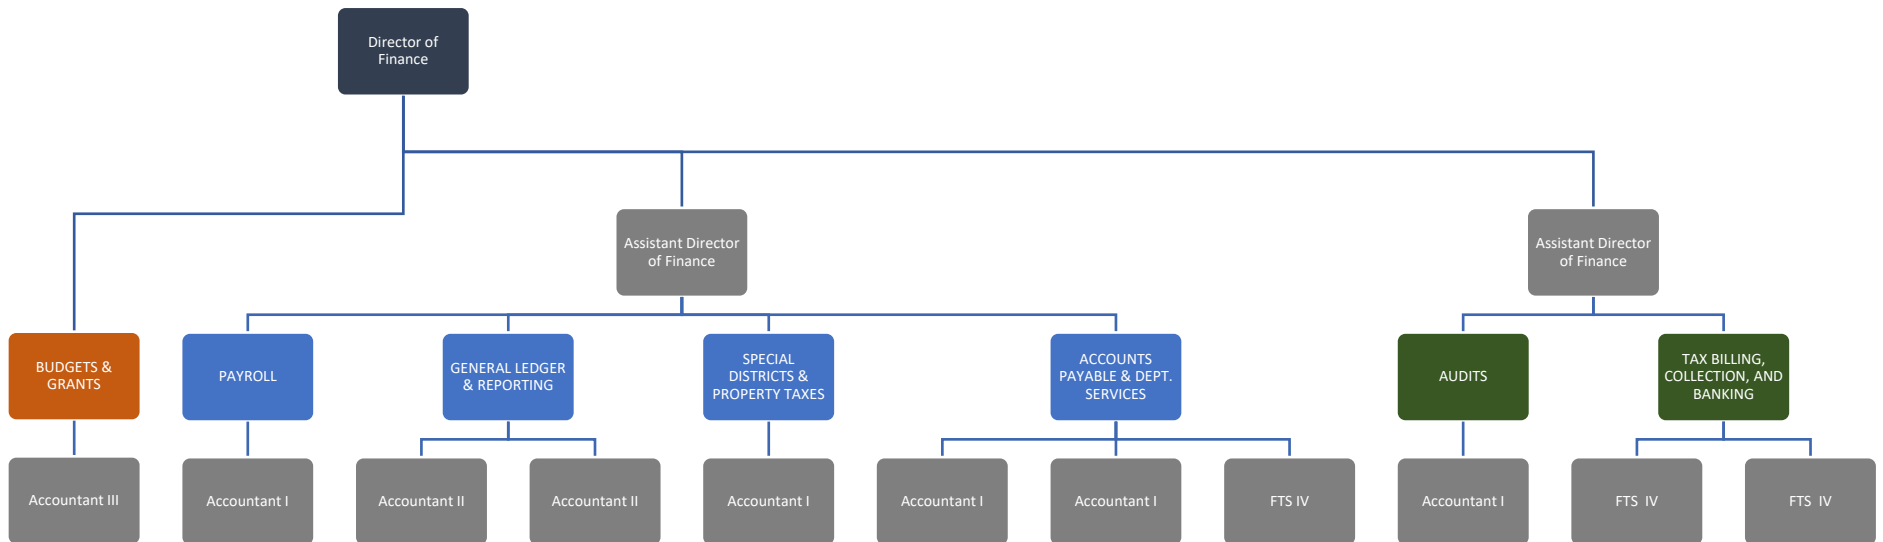 Director of
Finance
Assistant Director
of Finance
Assistant Director
of Finance
BUDGETS &
GRANTS
PAYROLL
GENERAL LEDGER
& REPORTING
SPECIAL
DISTRICTS &
PROPERTY TAXES
ACCOUNTS
PAYABLE & DEPT.
SERVICES
AUDITS
TAX BILLING,
COLLECTION, AND
BANKING
Accountant III
Accountant I
Accountant II
Accountant II
Accountant I
Accountant I
Accountant I
FTS IV
Accountant I
FTS  IV
FTS  IV